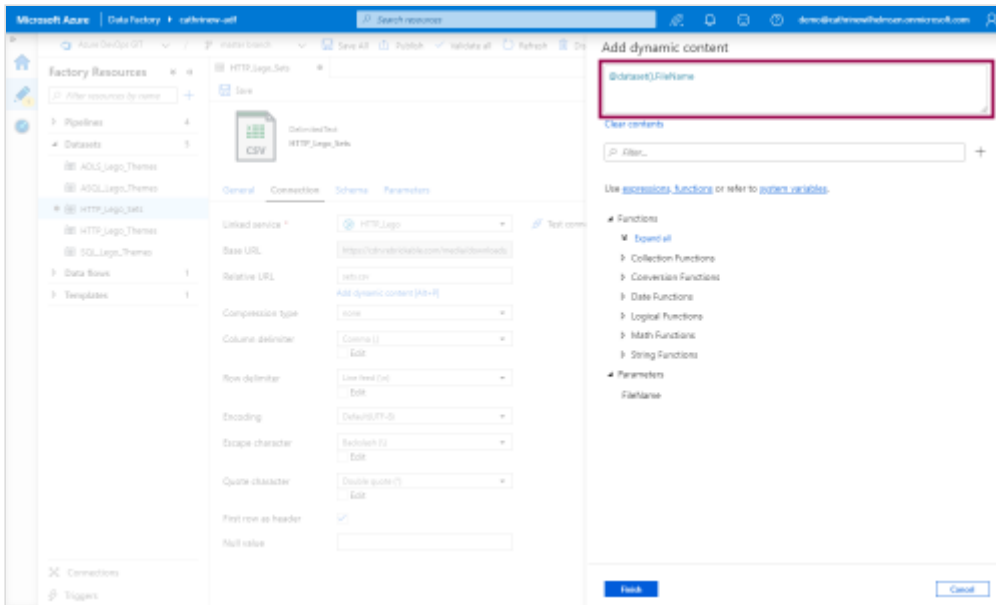 Microsoft Azure
Data Factory
cathrinew-adf
Search resources
demo@cathrinewilhelmsen.onmicrosoft.com
Azure DevOps GIT
master branch
Save All
Publish
Validate all
Refresh
Factory Resources
Filter resources by name
Pipelines 4
Datasets 5
ADLS_Lego_Themes
ASQL_Lego_Themes
HTTP_Lego_Sets
HTTP_Lego_Themes
SQL_Lego_Themes
Data flows 1
Templates 1
Connections
Triggers
HTTP_Lego_Sets
Save
CSV
DelimitedText
HTTP_Lego_Sets
General Connection Schema Parameters
Linked service * HTTP_Lego
Test conn
Base URL
Relative URL sets.csv
Add dynamic content [Alt+P]
Compression type none
Column delimiter Comma (,)
Edit
Row delimiter Line feed (\n)
Edit
Encoding Default(UTF-8)
Escape character Backslash (\)
Edit
Quote character Double quote (")
Edit
First row as header
Null value
Add dynamic content
@dataset().FileName
Clear contents
Filter...
Use expressions, functions or refer to system variables.
Functions
Expand all
Collection Functions
Conversion Functions
Date Functions
Logical Functions
Math Functions
String Functions
Parameters
FileName
Finish
Cancel